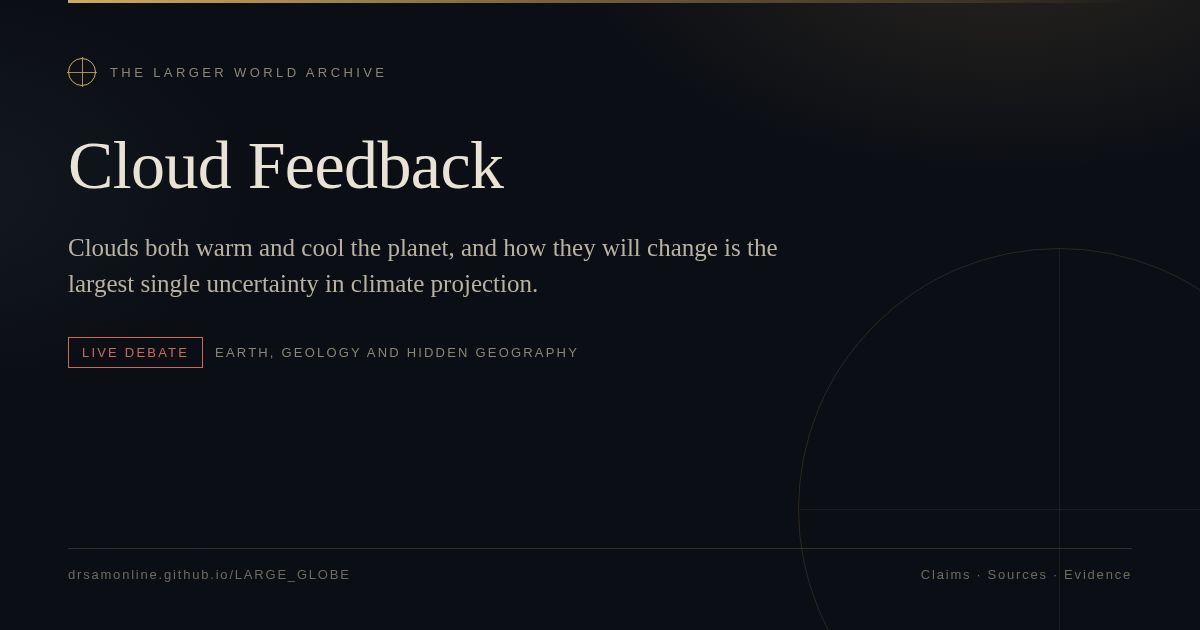 THE LARGER WORLD ARCHIVE
Cloud Feedback
Clouds both warm and cool the planet, and how they will change is the
largest single uncertainty in climate projection.
LIVE DEBATE
EARTH, GEOLOGY AND HIDDEN GEOGRAPHY
drsamonline.github.io/LARGE_GLOBE
Claims · Sources · Evidence